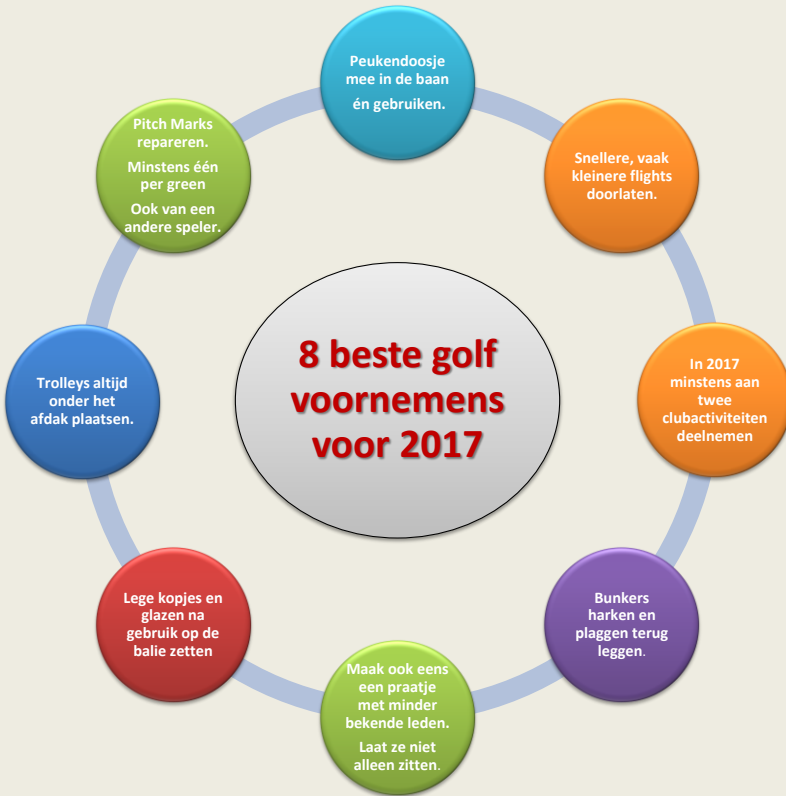 8 beste golf
voornemens
voor 2017
Peukendoosje
mee in de baan
én gebruiken.
Snellere, vaak
kleinere flights
doorlaten.
In 2017
minstens aan
twee
clubactiviteiten
deelnemen
Bunkers
harken en
plaggen terug
leggen.
Maak ook eens
een praatje
met minder
bekende leden.
Laat ze niet
alleen zitten.
Lege kopjes en
glazen na
gebruik op de
balie zetten
Trolleys altijd
onder het
afdak plaatsen.
Pitch Marks
repareren.
Minstens één
per green
Ook van een
andere speler.